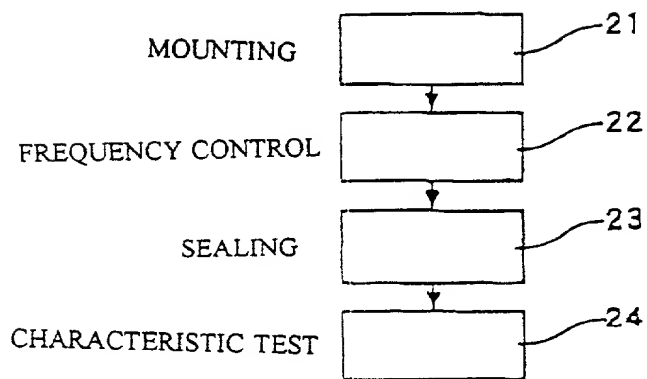 MOUNTING 21
FREQUENCY CONTROL 22
SEALING 23
CHARACTERISTIC TEST 24